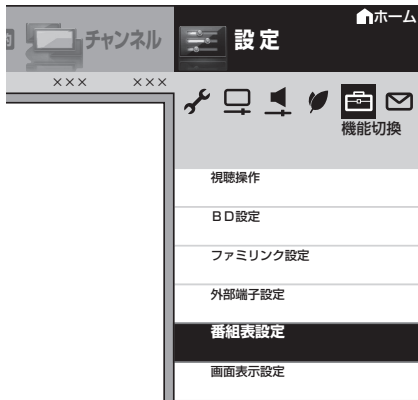 ホーム
チャンネル
設定
××× ×××
機能切換
視聴操作
ＢＤ設定
ファミリンク設定
外部端子設定
番組表設定
画面表示設定